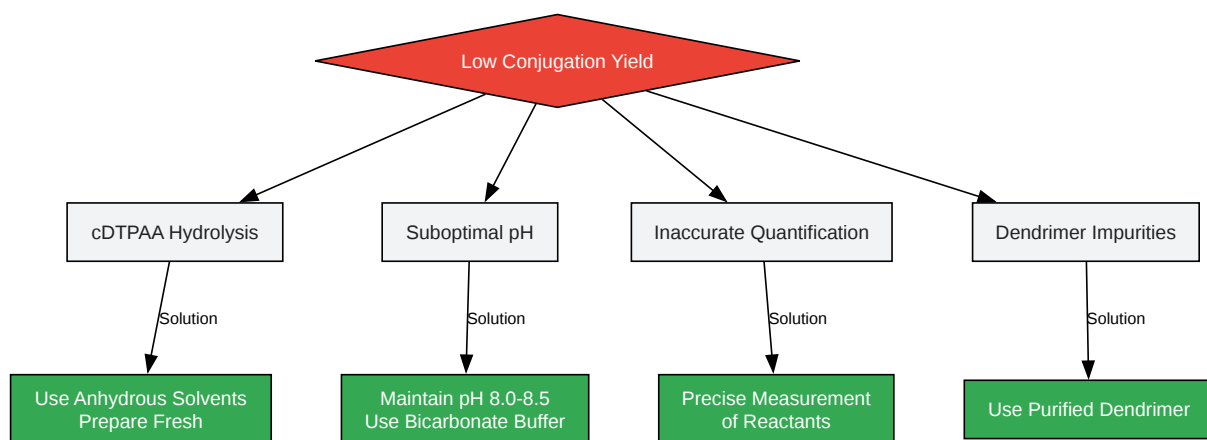 Low Conjugation Yield
cDTPAA Hydrolysis
Suboptimal pH
Inaccurate Quantification
Dendrimer Impurities
Solution
Solution
Solution
Solution
Use Anhydrous Solvents
Prepare Fresh
Maintain pH 8.0-8.5
Use Bicarbonate Buffer
Precise Measurement
of Reactants
Use Purified Dendrimer